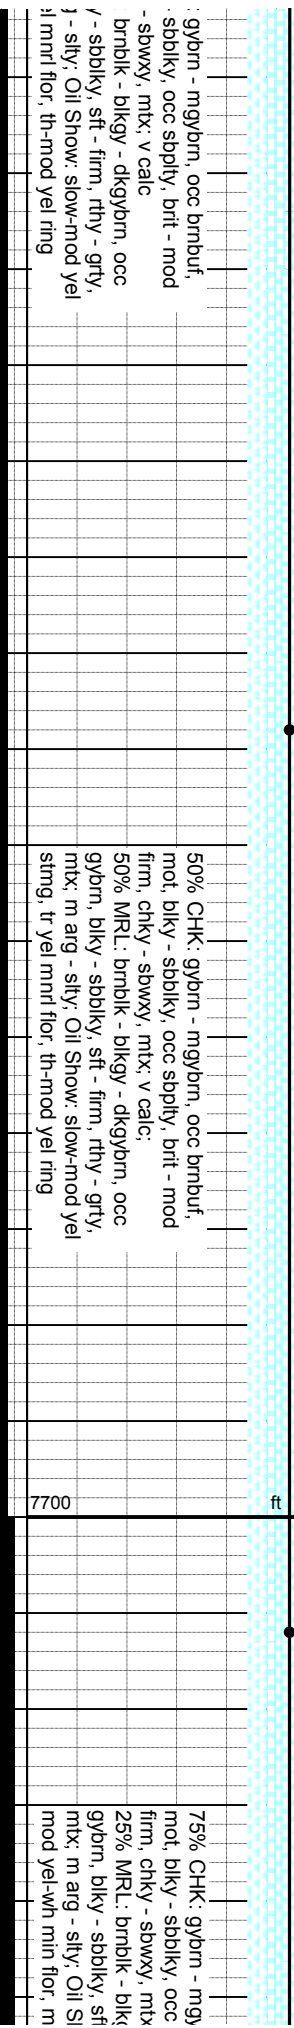 : gybrn - mgybrn, occ brnbuf,
- sbblky, occ sbplty, brit - mod
- sbwxy, mtx; v calc
brnblk - blkgy - dkgybrn, occ
- sbblky, sft - firm, rthy - grty,
- slty; Oil Show: slow-mod yel
mnrl flor, th-mod yel ring
50% CHK: gybrn - mgybrn, occ brnbuf,
mot, blky - sbblky, occ sbplty, brit - mod
firm, chky - sbwxy, mtx; v calc;
50% MRL: brnblk - blkgy - dkgybrn, occ
gybrn, blky - sbblky, sft - firm, rthy - grty,
mtx; m arg - slty; Oil Show: slow-mod yel
stmg, tr yel mnrl flor, th-mod yel ring
7700 ft
75% CHK: gybrn - mgy
mot, blky - sbblky, occ
firm, chky - sbwxy, mtx
25% MRL: brnblk - blkg
gybrn, blky - sbblky, sft
mtx; m arg - slty; Oil S
mod yel-wh min flor, m